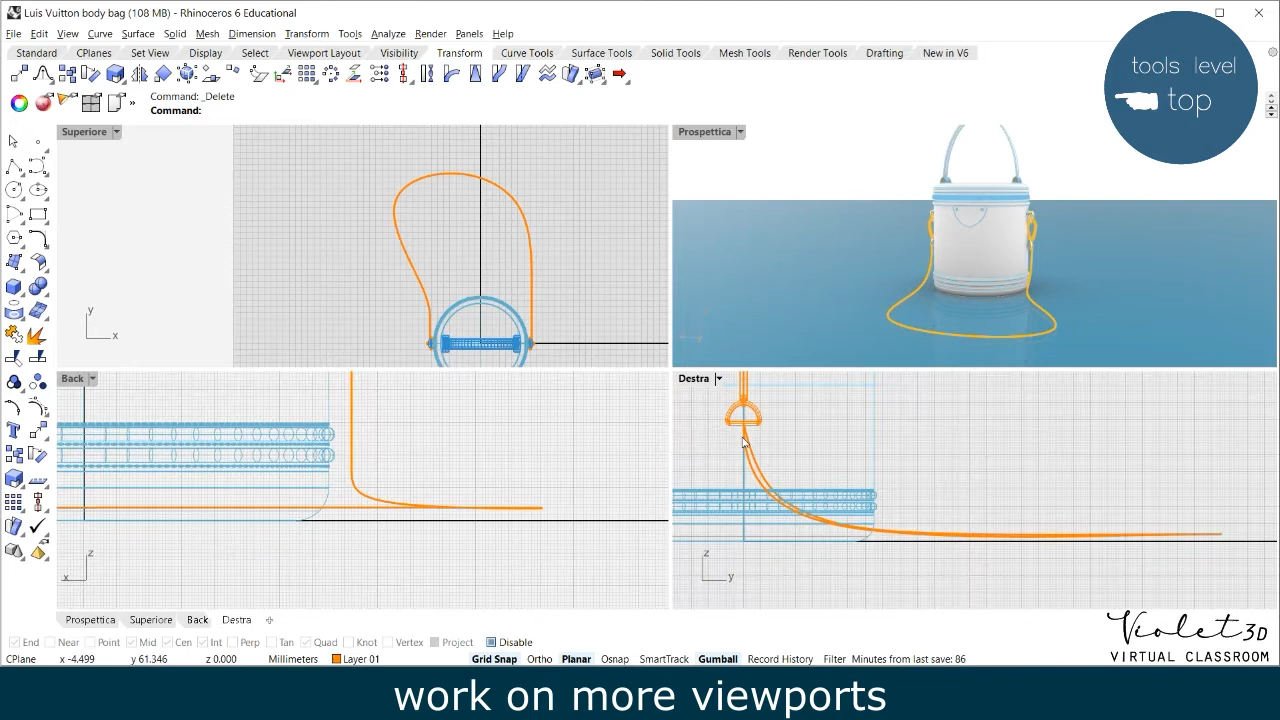 Luis Vuitton body bag (108 MB) - Rhinoceros 6 Educational
File Edit View Curve Surface Solid Mesh Dimension Transform Tools Analyze Render Panels Help
Standard CPlanes Set View Display Select Viewport Layout Visibility Transform Curve Tools Surface Tools Solid Tools Mesh Tools Render Tools Drafting New in V6
tools level
top
Command: _Delete
Command:
Superiore
Prospettica
y
x
Back
Destra
z
x
z
y
Prospettica Superiore Back Destra
End Near Point Mid Cen Int Perp Tan Quad Knot Vertex Project Disable
CPlane x -4.499 y 61.346 z 0.000 Millimeters Layer 01 Grid Snap Ortho Planar Osnap SmartTrack Gumball Record History Filter Minutes from last save: 86
Violet 3D
VIRTUAL CLASSROOM
work on more viewports